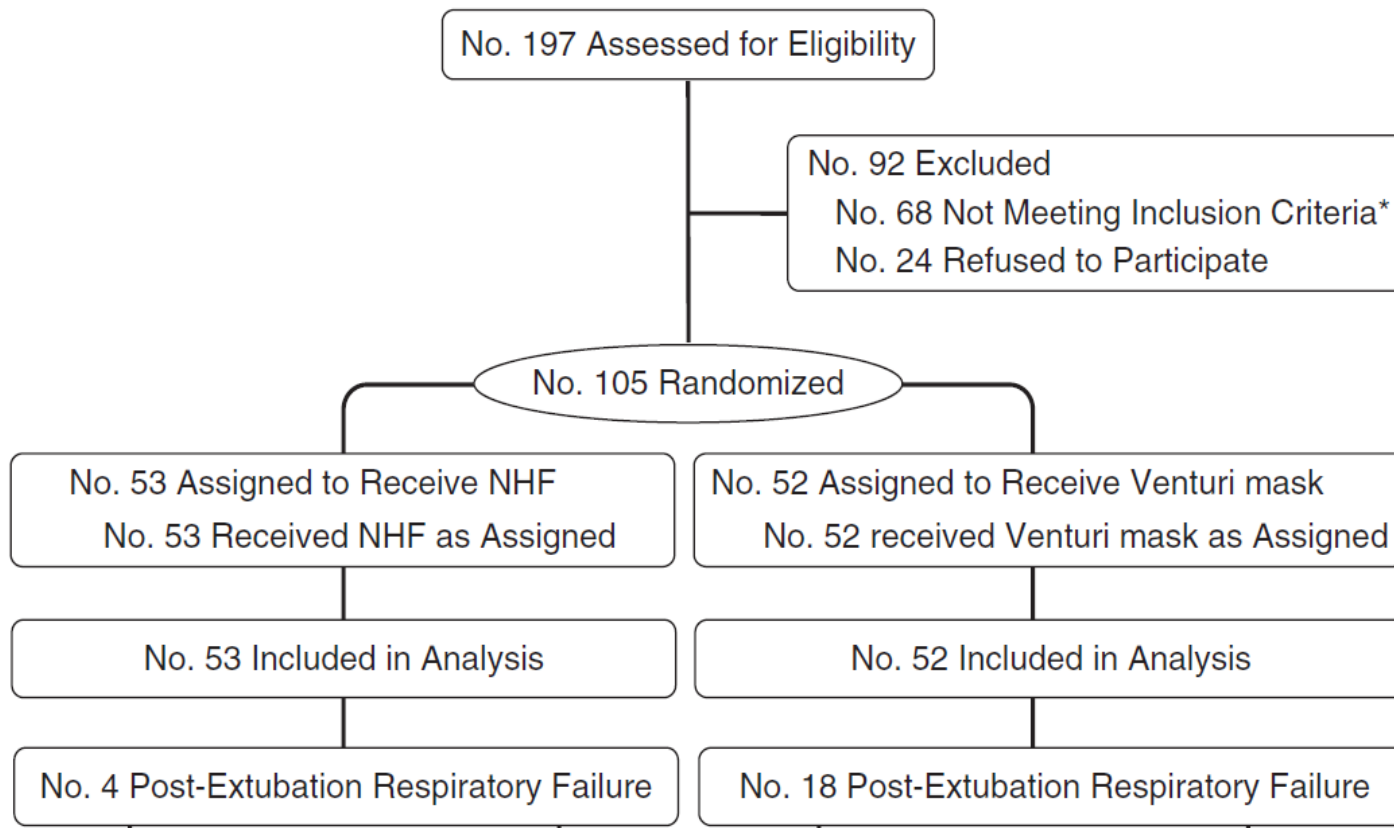 No. 197 Assessed for Eligibility
No. 92 Excluded
No. 68 Not Meeting Inclusion Criteria*
No. 24 Refused to Participate
No. 105 Randomized
No. 53 Assigned to Receive NHF
No. 53 Received NHF as Assigned
No. 52 Assigned to Receive Venturi mask
No. 52 received Venturi mask as Assigned
No. 53 Included in Analysis
No. 52 Included in Analysis
No. 4 Post-Extubation Respiratory Failure
No. 18 Post-Extubation Respiratory Failure